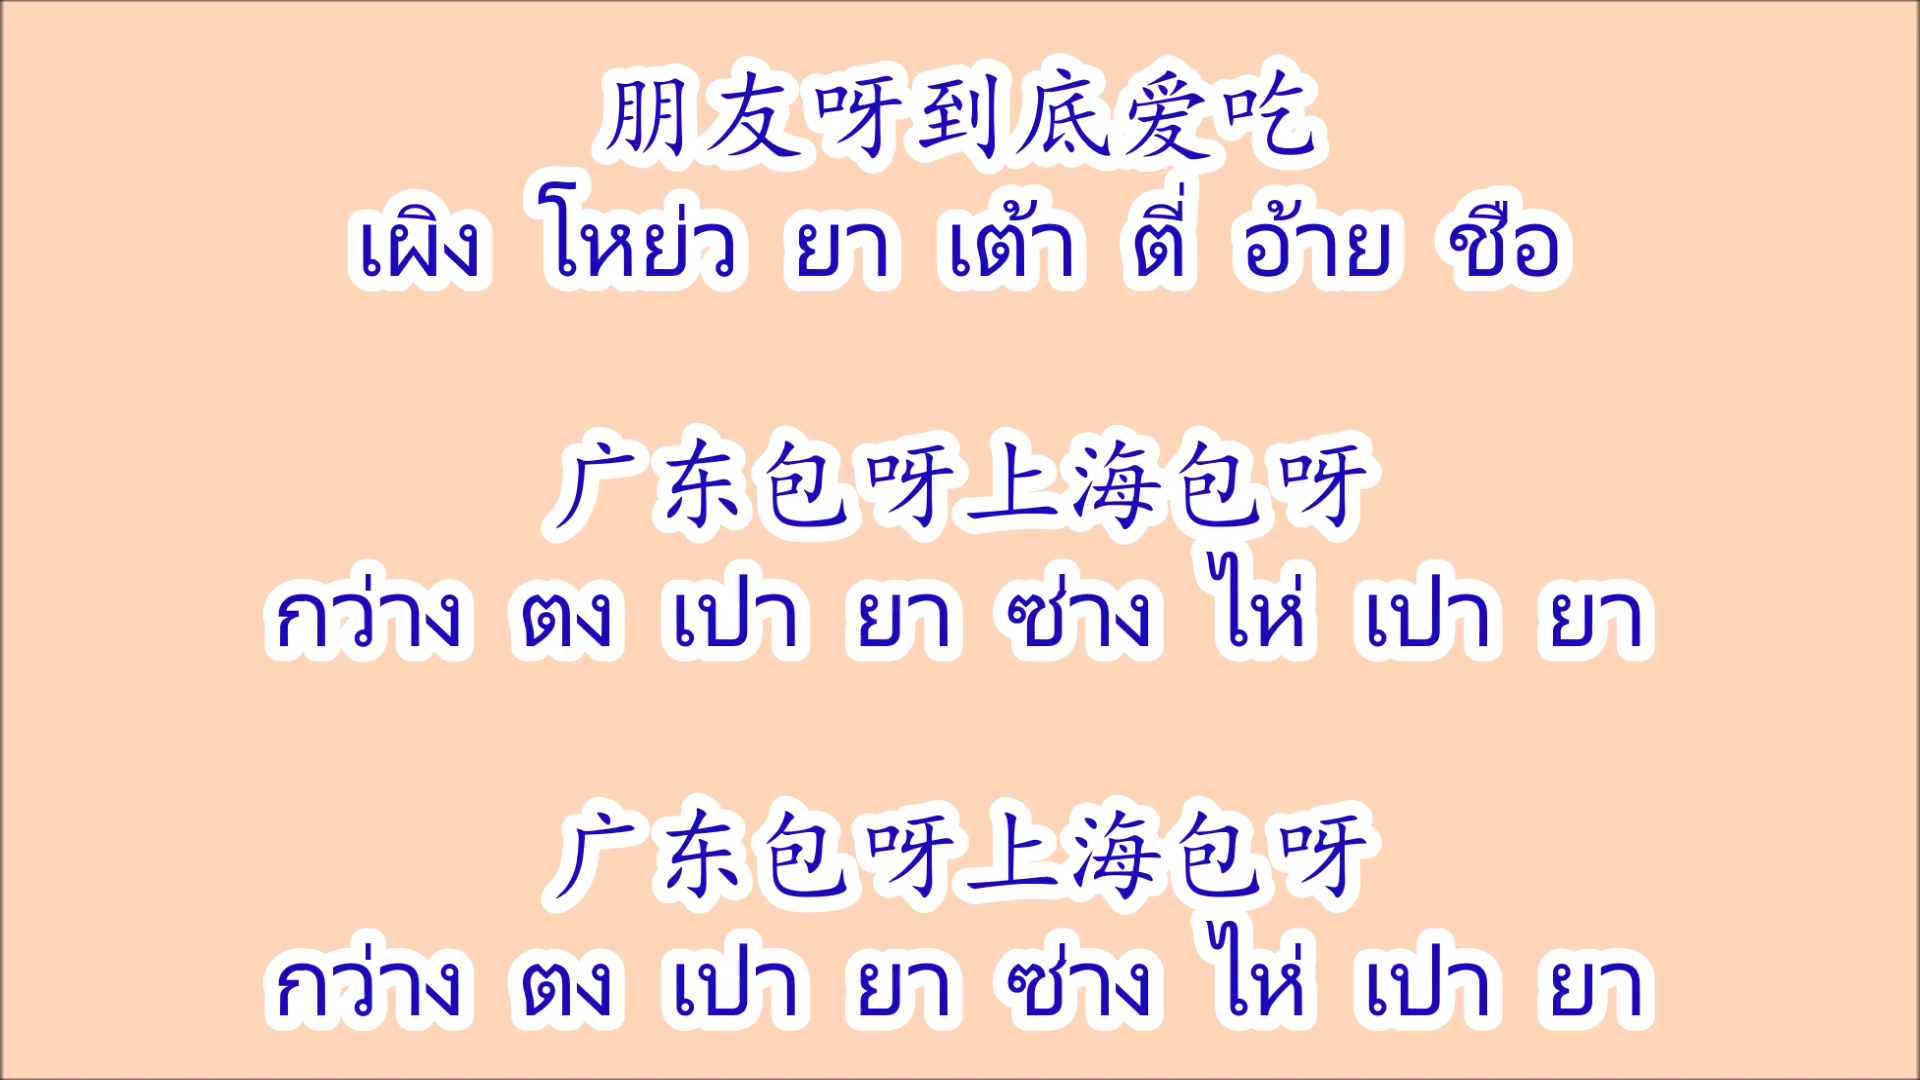 朋友呀到底爱吃
เผิง โหย่ว ยา เต้า ตี่ อ้าย ชือ
广东包呀上海包呀
กว่าง ตง เปา ยา ซ่าง ไห่ เปา ยา
广东包呀上海包呀
กว่าง ตง เปา ยา ซ่าง ไห่ เปา ยา